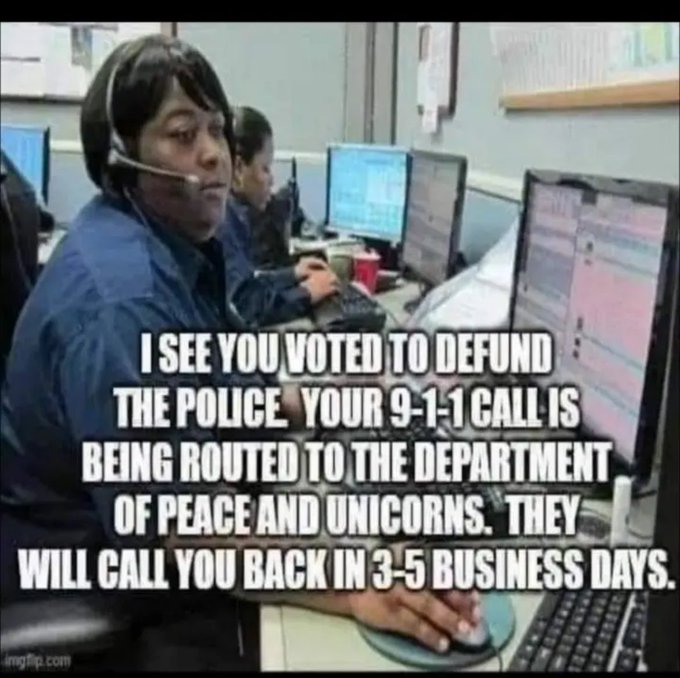 I SEE YOU VOTED TO DEFUND
THE POLICE. YOUR 9-1-1 CALL IS
BEING ROUTED TO THE DEPARTMENT
OF PEACE AND UNICORNS. THEY
WILL CALL YOU BACK IN 3-5 BUSINESS DAYS.
imgflip.com